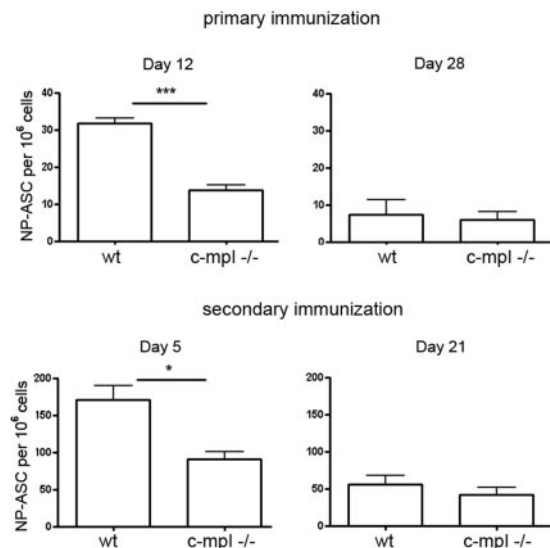 primary immunization
Day 12
Day 28
NP-ASC per 10⁶ cells
40
30
20
10
0
***
wt
c-mpl -/-
40
30
20
10
0
wt
c-mpl -/-
secondary immunization
Day 5
Day 21
NP-ASC per 10⁶ cells
200
150
100
50
0
*
wt
c-mpl -/-
200
150
100
50
0
wt
c-mpl -/-